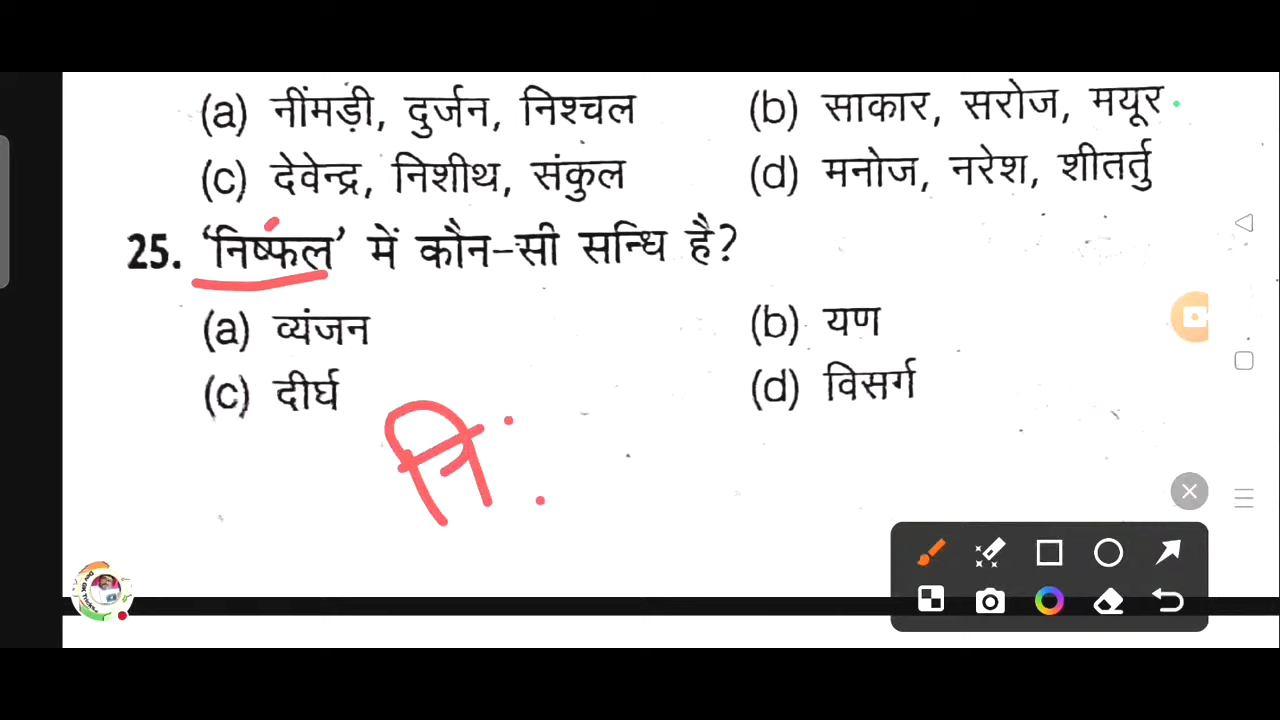 (a) नींमड़ी, दुर्जन, निश्चल (b) साकार, सरोज, मयूर
(c) देवेन्द्र, निशीथ, संकुल (d) मनोज, नरेश, शीतर्तु
25. ‘निष्फल’ में कौन-सी सन्धि है?
(a) व्यंजन (b) यण
(c) दीर्घ (d) विसर्ग
नि: